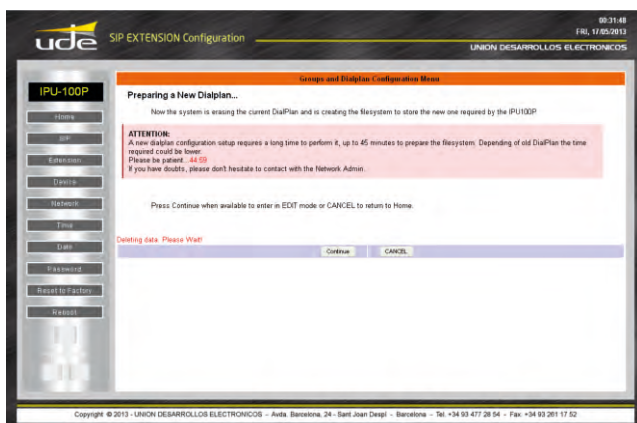 00:31:48
FRI, 17/05/2013
ude
SIP EXTENSION Configuration
UNION DESARROLLOS ELECTRONICOS
Groups and Dialplan Configuration Menu
IPU-100P
Home
SIP
Extension
Device
Network
Time
Date
Password
Reset to Factory
Reboot
Preparing a New Dialplan...
Now the system is erasing the current DialPlan and is creating the filesystem to store the new one required by the IPU100P
ATTENTION:
A new dialplan configuration setup requires a long time to perform it, up to 45 minutes to prepare the filesystem. Depending of old DialPlan the time
required could be lower.
Please be patient. 44:59
If you have doubts, please don't hesitate to contact with the Network Admin.
Press Continue when available to enter in EDIT mode or CANCEL to return to Home.
Deleting data. Please Wait!
Continue
CANCEL
Copyright © 2013 - UNION DESARROLLOS ELECTRONICOS - Avda. Barcelona, 24 - Sant Joan Despí - Barcelona - Tel. +34 93 477 28 54 - Fax. +34 93 261 17 52